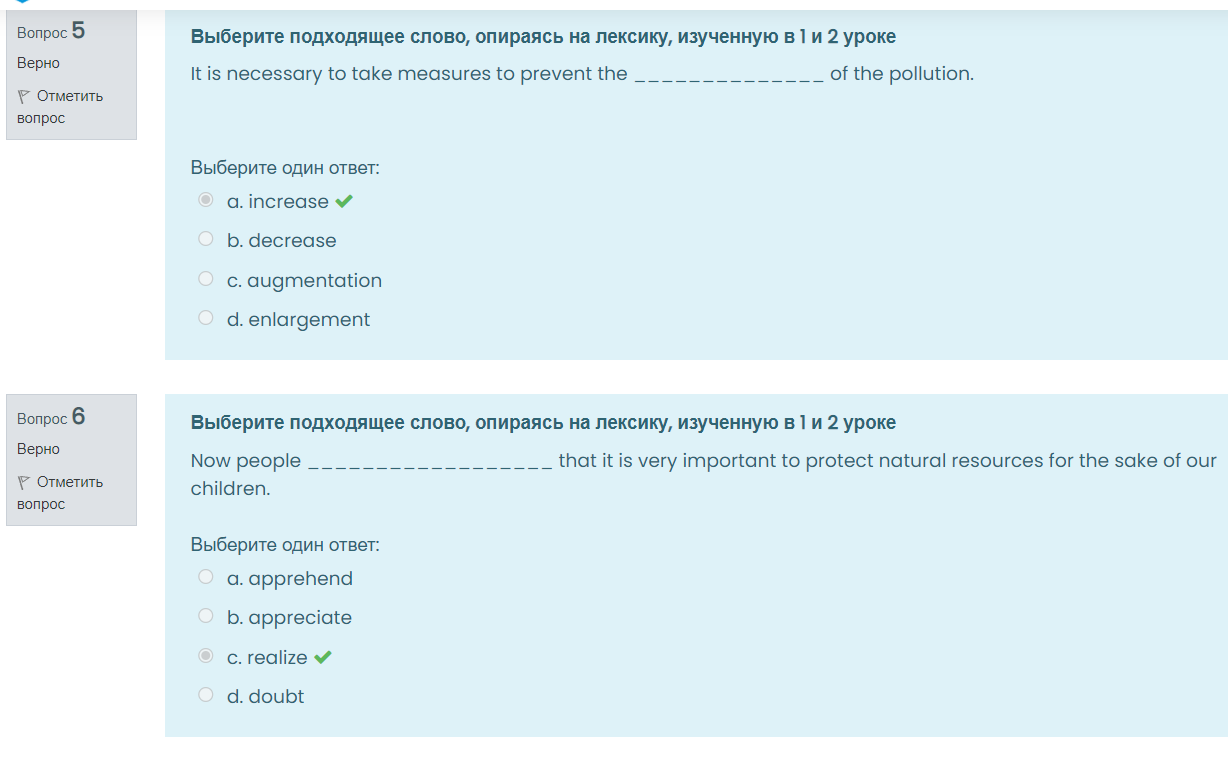 Вопрос 5
Верно
Отметить
вопрос
Выберите подходящее слово, опираясь на лексику, изученную в 1 и 2 уроке
It is necessary to take measures to prevent the ______________ of the pollution.
Выберите один ответ:
a. increase
b. decrease
c. augmentation
d. enlargement
Вопрос 6
Верно
Отметить
вопрос
Выберите подходящее слово, опираясь на лексику, изученную в 1 и 2 уроке
Now people __________________ that it is very important to protect natural resources for the sake of our
children.
Выберите один ответ:
a. apprehend
b. appreciate
c. realize
d. doubt